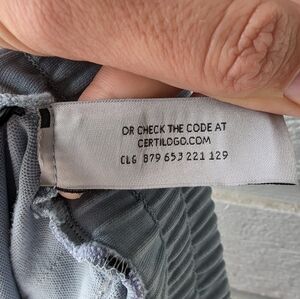 OR CHECK THE CODE AT
CERTILOGO.COM
CLG 879 653 221 129